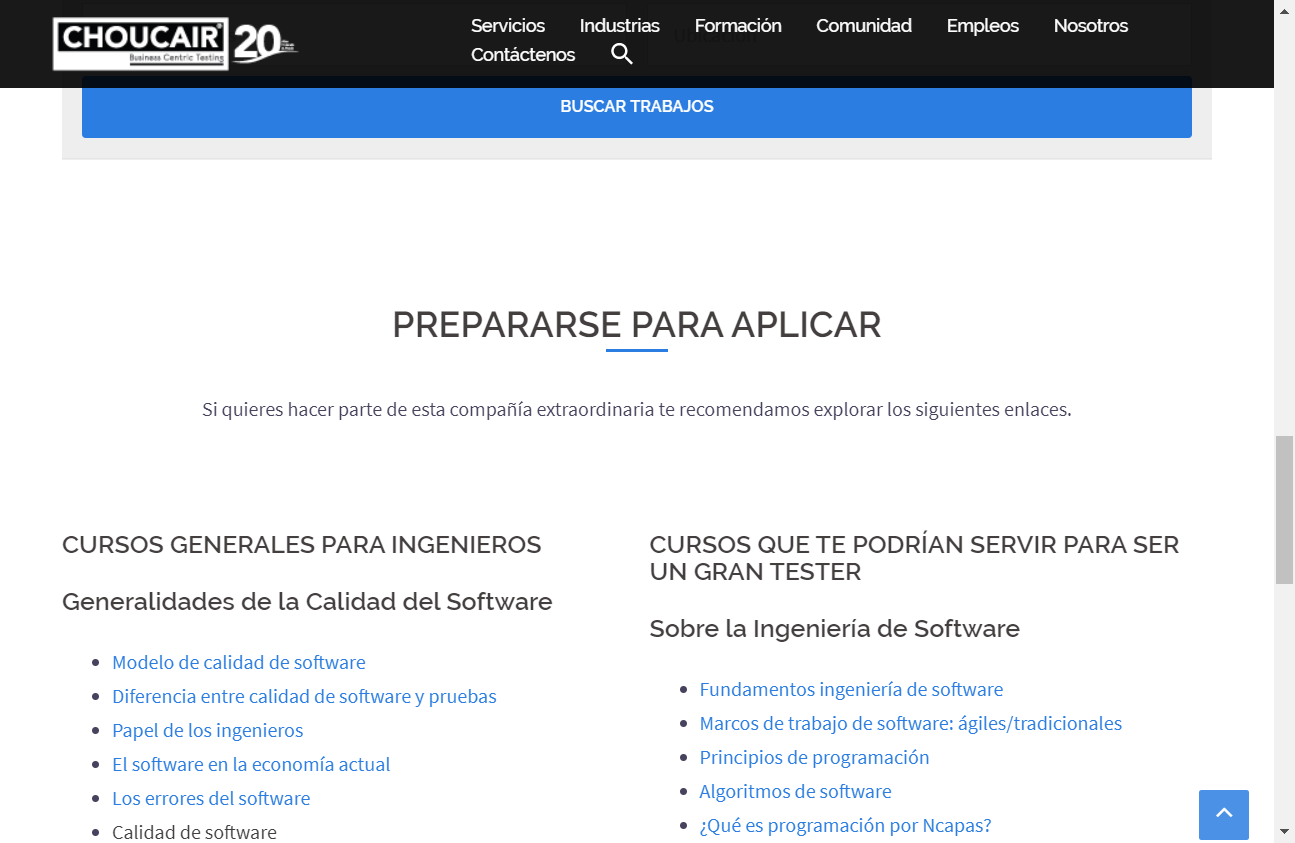 CHOUCAIR® 20
Business Centric Testing
Servicios Industrias Formación Comunidad Empleos Nosotros
Contáctenos
BUSCAR TRABAJOS
PREPARARSE PARA APLICAR
Si quieres hacer parte de esta compañía extraordinaria te recomendamos explorar los siguientes enlaces.
CURSOS GENERALES PARA INGENIEROS
Generalidades de la Calidad del Software
• Modelo de calidad de software
• Diferencia entre calidad de software y pruebas
• Papel de los ingenieros
• El software en la economía actual
• Los errores del software
• Calidad de software
CURSOS QUE TE PODRÍAN SERVIR PARA SER
UN GRAN TESTER
Sobre la Ingeniería de Software
• Fundamentos ingeniería de software
• Marcos de trabajo de software: ágiles/tradicionales
• Principios de programación
• Algoritmos de software
• ¿Qué es programación por Ncapas?